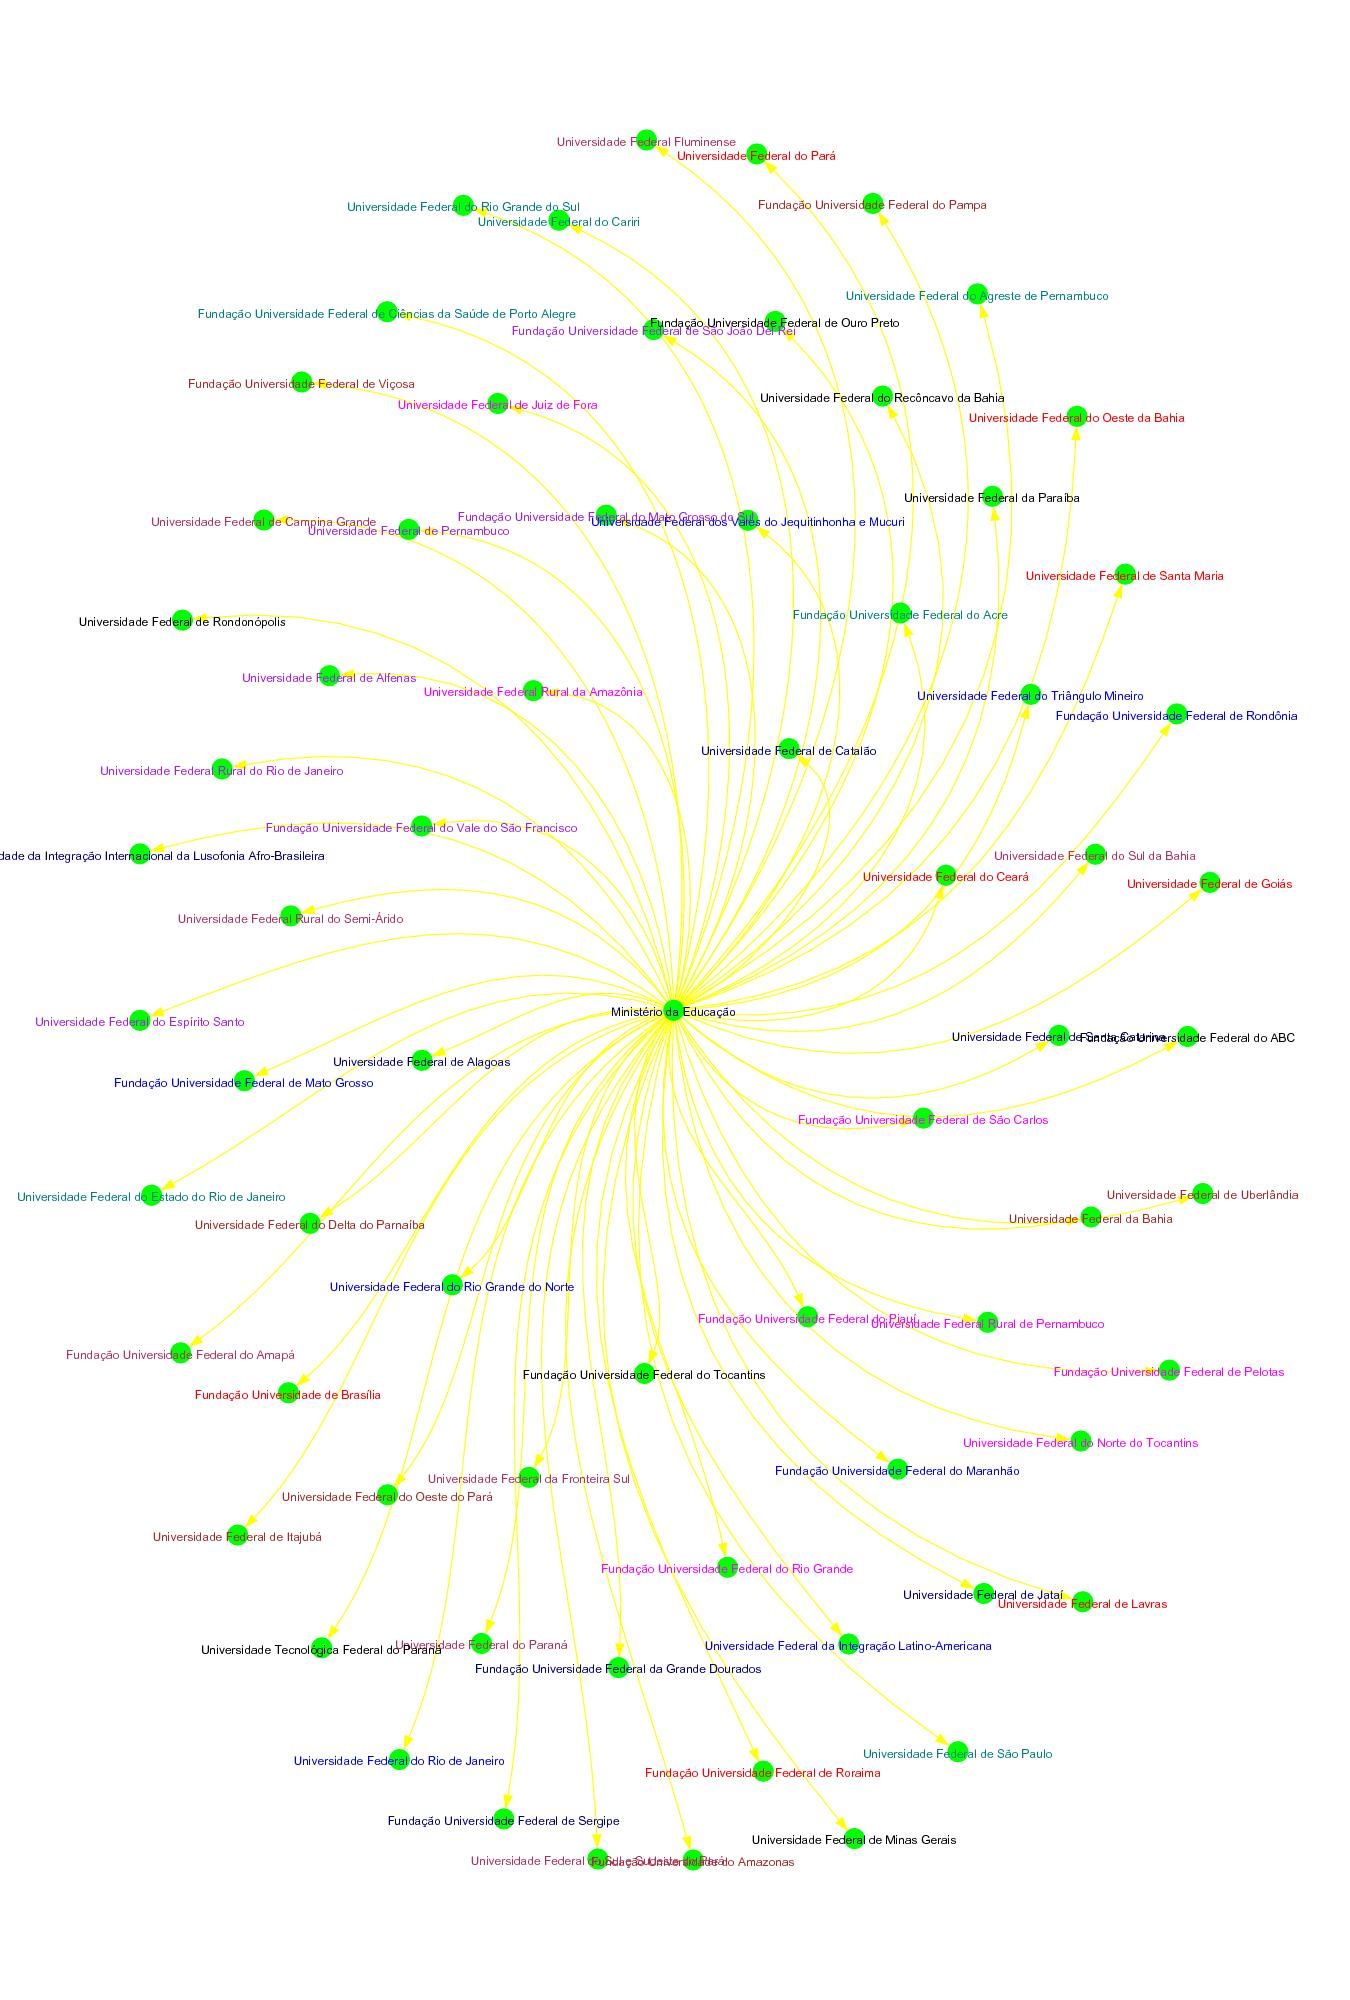 Universidade Federal Fluminense
Universidade Federal do Pará
Universidade Federal do Rio Grande do Sul
Fundação Universidade Federal do Pampa
Universidade Federal do Cariri
Universidade Federal do Agreste de Pernambuco
Fundação Universidade Federal de Ciências da Saúde de Porto Alegre
Fundação Universidade Federal de Ouro Preto
Fundação Universidade Federal de São João Del Rei
Fundação Universidade Federal de Viçosa
Universidade Federal do Recôncavo da Bahia
Universidade Federal de Juiz de Fora
Universidade Federal do Oeste da Bahia
Universidade Federal da Paraíba
Fundação Universidade Federal do Mato Grosso do Sul
Universidade Federal de Campina Grande
Universidade Federal dos Vales do Jequitinhonha e Mucuri
Universidade Federal de Pernambuco
Universidade Federal de Santa Maria
Fundação Universidade Federal do Acre
Universidade Federal de Rondonópolis
Universidade Federal de Alfenas
Universidade Federal Rural da Amazônia
Universidade Federal do Triângulo Mineiro
Fundação Universidade Federal de Rondônia
Universidade Federal de Catalão
Universidade Federal Rural do Rio de Janeiro
Fundação Universidade Federal do Vale do São Francisco
dade da Integração Internacional da Lusofonia Afro-Brasileira
Universidade Federal do Sul da Bahia
Universidade Federal do Ceará
Universidade Federal de Goiás
Universidade Federal Rural do Semi-Árido
Ministério da Educação
Universidade Federal do Espírito Santo
Universidade Federal de Santa Catarina
Fundação Universidade Federal do ABC
Universidade Federal de Alagoas
Fundação Universidade Federal de Mato Grosso
Fundação Universidade Federal de São Carlos
Universidade Federal do Estado do Rio de Janeiro
Universidade Federal de Uberlândia
Universidade Federal da Bahia
Universidade Federal do Delta do Parnaíba
Universidade Federal do Rio Grande do Norte
Fundação Universidade Federal do Piauí
Universidade Federal Rural de Pernambuco
Fundação Universidade Federal do Amapá
Fundação Universidade Federal de Pelotas
Fundação Universidade Federal do Tocantins
Fundação Universidade de Brasília
Universidade Federal do Norte do Tocantins
Fundação Universidade Federal do Maranhão
Universidade Federal da Fronteira Sul
Universidade Federal do Oeste do Pará
Universidade Federal de Itajubá
Fundação Universidade Federal do Rio Grande
Universidade Federal de Jataí
Universidade Federal de Lavras
Universidade Federal do Paraná
Universidade Federal da Integração Latino-Americana
Universidade Tecnológica Federal do Paraná
Fundação Universidade Federal da Grande Dourados
Universidade Federal de São Paulo
Universidade Federal do Rio de Janeiro
Fundação Universidade Federal de Roraima
Fundação Universidade Federal de Sergipe
Universidade Federal de Minas Gerais
Universidade Federal do Sul e Sudeste do Pará
Fundação Universidade do Amazonas